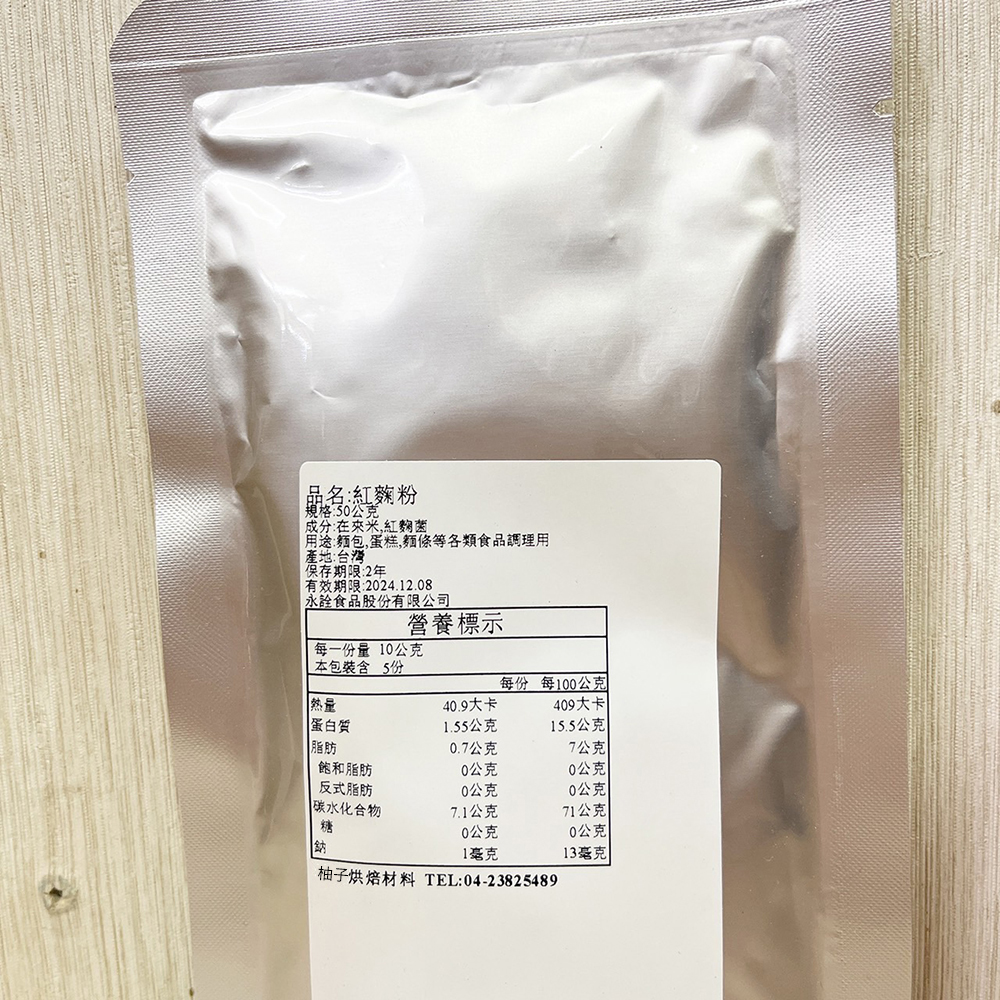 品名:紅麴粉
規格:50公克
成分:在來米,紅麴菌
用途:麵包,蛋糕,麵條等各類食品調理用
產地:台灣
保存期限:2年
有效期限:2024.12.08
永詮食品股份有限公司
營養標示
每一份量 10公克
本包裝含 5份
每份 每100公克
熱量 40.9大卡 409大卡
蛋白質 1.55公克 15.5公克
脂肪 0.7公克 7公克
飽和脂肪 0公克 0公克
反式脂肪 0公克 0公克
碳水化合物 7.1公克 71公克
糖 0公克 0公克
鈉 1毫克 13毫克
柚子烘焙材料 TEL:04-23825489